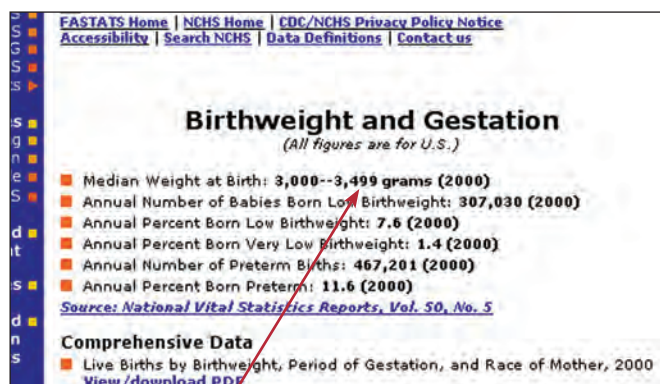 FASTATS Home | NCHS Home | CDC/NCHS Privacy Policy Notice
Accessibility | Search NCHS | Data Definitions | Contact us
Birthweight and Gestation
(All figures are for U.S.)
Median Weight at Birth: 3,000--3,499 grams (2000)
Annual Number of Babies Born Low Birthweight: 307,030 (2000)
Annual Percent Born Low Birthweight: 7.6 (2000)
Annual Percent Born Very Low Birthweight: 1.4 (2000)
Annual Number of Preterm Births: 467,201 (2000)
Annual Percent Born Preterm: 11.6 (2000)
Source: National Vital Statistics Reports, Vol. 50, No. 5
Comprehensive Data
Live Births by Birthweight, Period of Gestation, and Race of Mother, 2000
View/download PDF